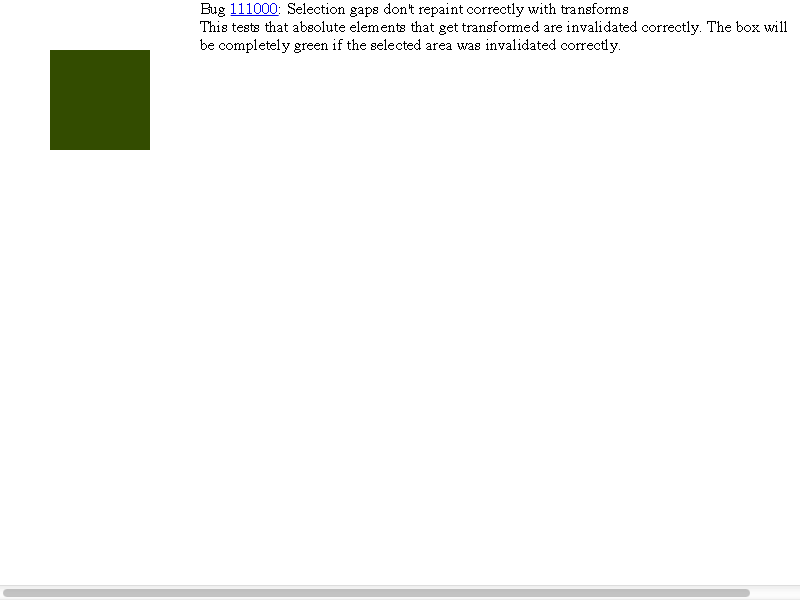 Bug 111000: Selection gaps don't repaint correctly with transforms
This tests that absolute elements that get transformed are invalidated correctly. The box will
be completely green if the selected area was invalidated correctly.